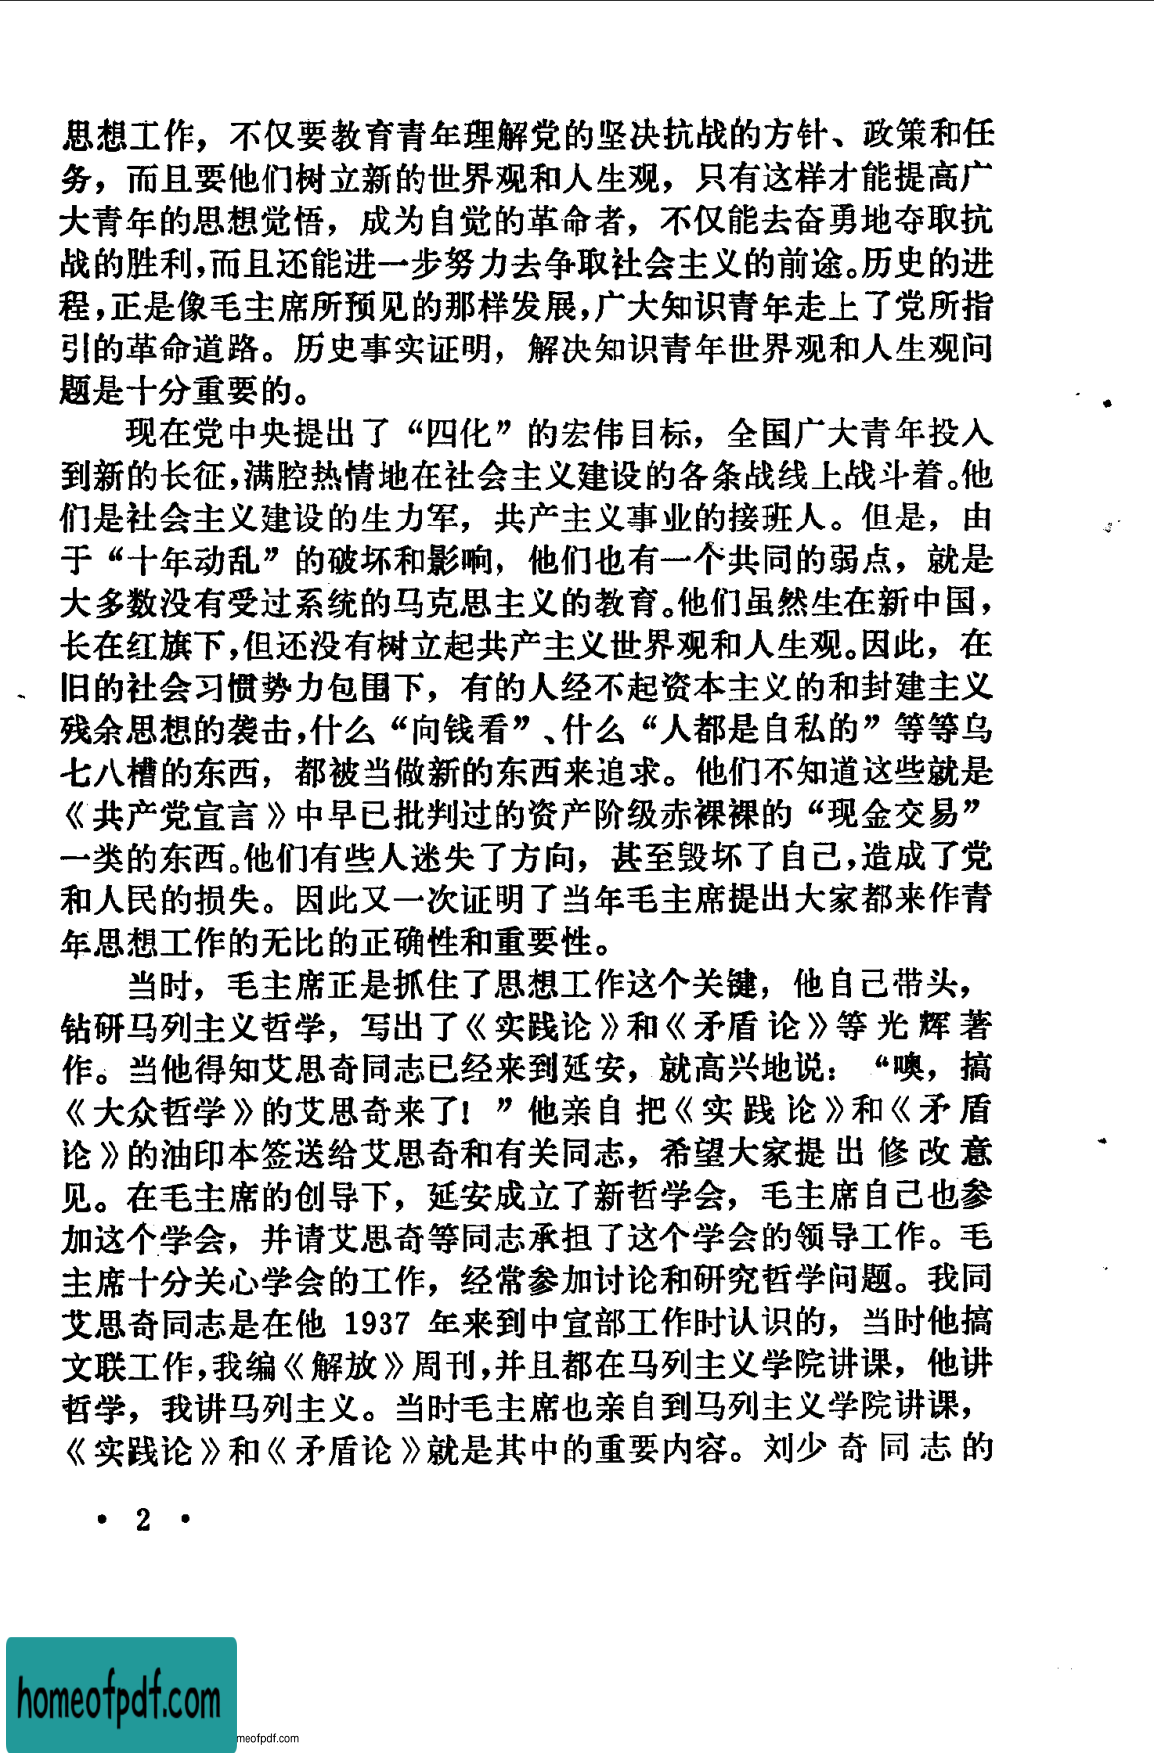 思想工作，不仅要教育青年理解党的坚决抗战的方针、政策和任
务，而且要他们树立新的世界观和人生观，只有这样才能提高广
大青年的思想觉悟，成为自觉的革命者，不仅能去奋勇地夺取抗
战的胜利，而且还能进一步努力去争取社会主义的前途。历史的进
程，正是像毛主席所预见的那样发展，广大知识青年走上了党所指
引的革命道路。历史事实证明，解决知识青年世界观和人生观问
题是十分重要的。
现在党中央提出了“四化”的宏伟目标，全国广大青年投入
到新的长征，满腔热情地在社会主义建设的各条战线上战斗着。他
们是社会主义建设的生力军，共产主义事业的接班人。但是，由
于“十年动乱”的破坏和影响，他们也有一个共同的弱点，就是
大多数没有受过系统的马克思主义的教育。他们虽然生在新中国，
长在红旗下，但还没有树立起共产主义世界观和人生观。因此，在
旧的社会习惯势力包围下，有的人经不起资本主义的和封建主义
残余思想的袭击，什么“向钱看”、什么“人都是自私的”等等乌
七八槽的东西，都被当做新的东西来追求。他们不知道这些就是
《共产党宣言》中早已批判过的资产阶级赤裸裸的“现金交易”
一类的东西。他们有些人迷失了方向，甚至毁坏了自己，造成了党
和人民的损失。因此又一次证明了当年毛主席提出大家都来作青
年思想工作的无比的正确性和重要性。
当时，毛主席正是抓住了思想工作这个关键，他自己带头，
钻研马列主义哲学，写出了《实践论》和《矛盾论》等光辉著
作。当他得知艾思奇同志已经来到延安，就高兴地说：“噢，搞
《大众哲学》的艾思奇来了！”他亲自把《实践论》和《矛盾
论》的油印本签送给艾思奇和有关同志，希望大家提出修改意
见。在毛主席的创导下，延安成立了新哲学会，毛主席自己也参
加这个学会，并请艾思奇等同志承担了这个学会的领导工作。毛
主席十分关心学会的工作，经常参加讨论和研究哲学问题。我同
艾思奇同志是在他 1937 年来到中宣部工作时认识的，当时他搞
文联工作，我编《解放》周刊，并且都在马列主义学院讲课，他讲
哲学，我讲马列主义。当时毛主席也亲自到马列主义学院讲课，
《实践论》和《矛盾论》就是其中的重要内容。刘少奇同志的
• 2 •
homeofpdf.com
meofpdf.com